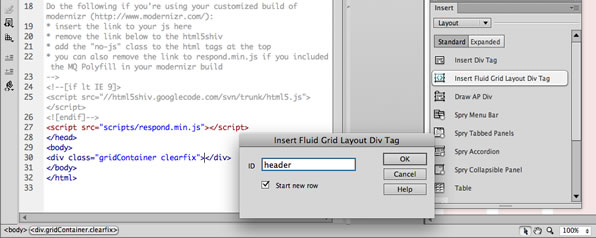 18 Do the following if you're using your customized build of
modernizr (http://www.modernizr.com/):
19 * insert the link to your js here
20 * remove the link below to the html5shiv
21 * add the "no-js" class to the html tags at the top
22 * you can also remove the link to respond.min.js if you included
the MQ Polyfill in your modernizr build
23 -->
24 <!--[if lt IE 9]>
25 <script src="//html5shiv.googlecode.com/svn/trunk/html5.js">
</script>
26 <![endif]-->
27 <script src="scripts/respond.min.js"></script>
28 </head>
29 <body>
30 <div class="gridContainer clearfix"></div>
31 </body>
32 </html>
33
<body> <div.gridContainer.clearfix>
Insert Fluid Grid Layout Div Tag
ID header
Start new row
OK
Cancel
Help
Insert
Layout
Standard Expanded
Insert Div Tag
Insert Fluid Grid Layout Div Tag
Draw AP Div
Spry Menu Bar
Spry Tabbed Panels
Spry Accordion
Spry Collapsible Panel
Table
100%